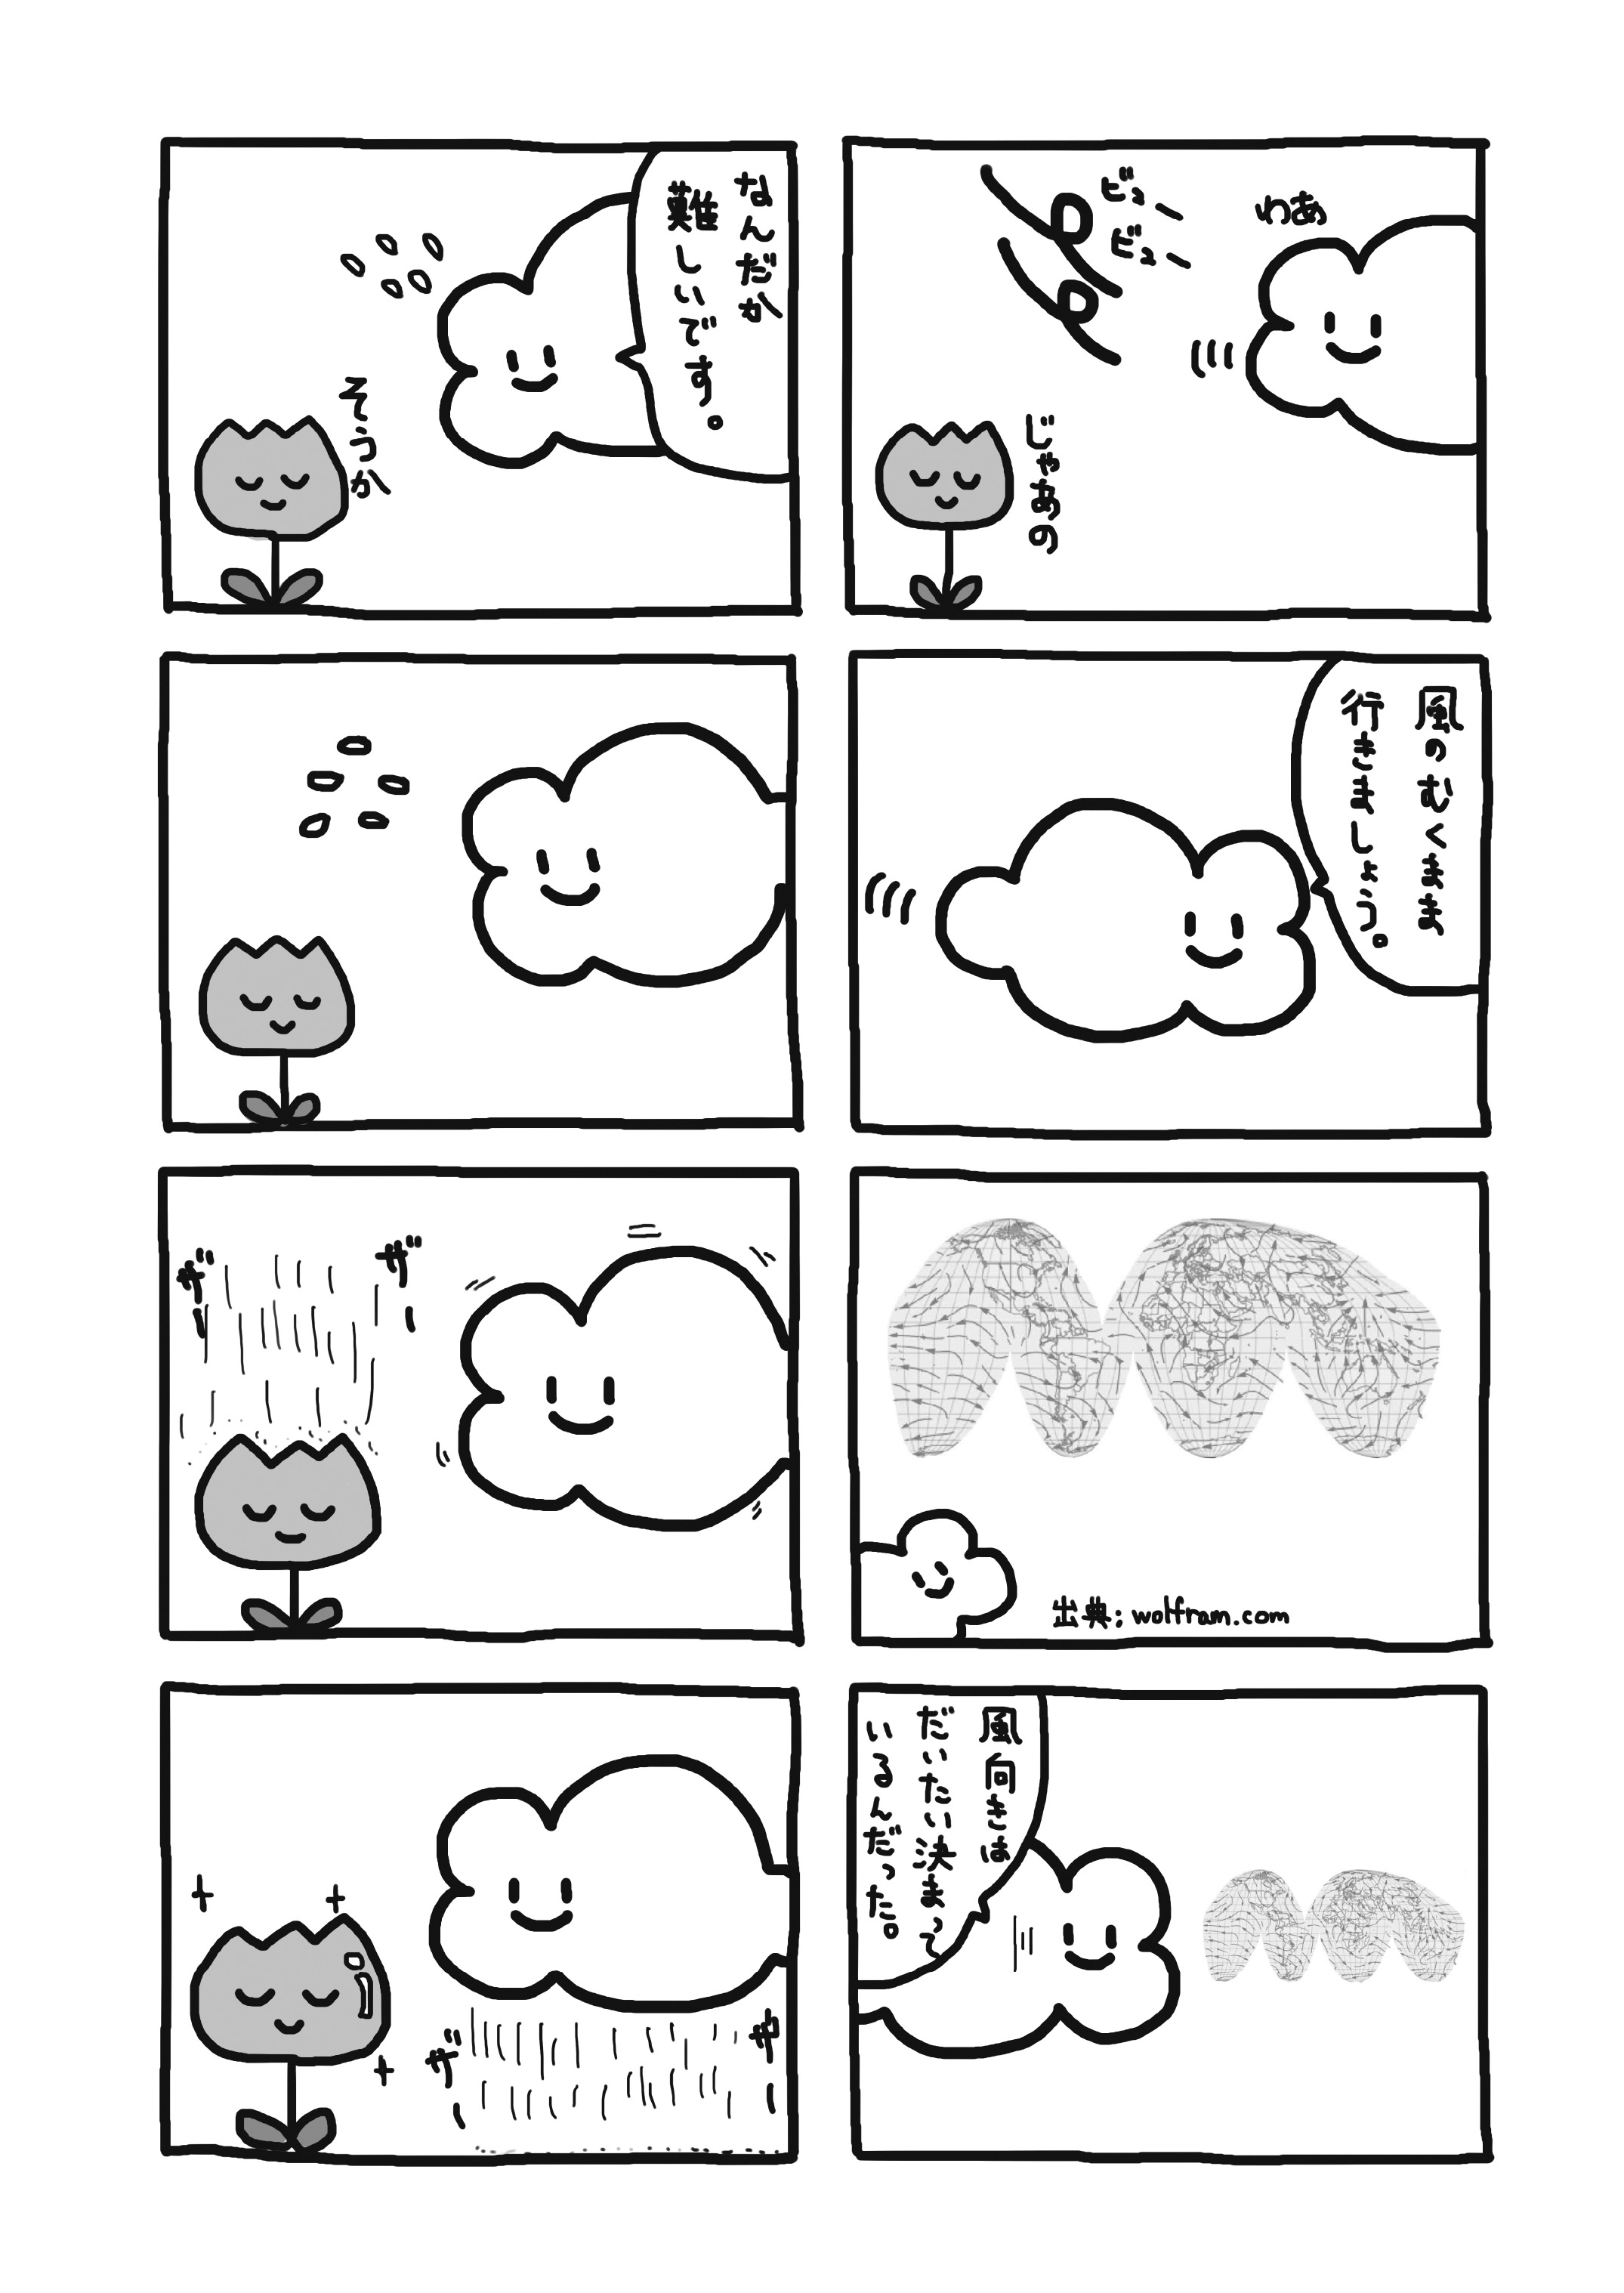 わあ
ビュー
ビュー
じゃあの
風のむくまま
行きましょう。
出典：wolfram.com
風向きは
だいたい決まって
いるんだった。
なんだか
難しいです。
そうか
ザー
ザー
ザー
ザー